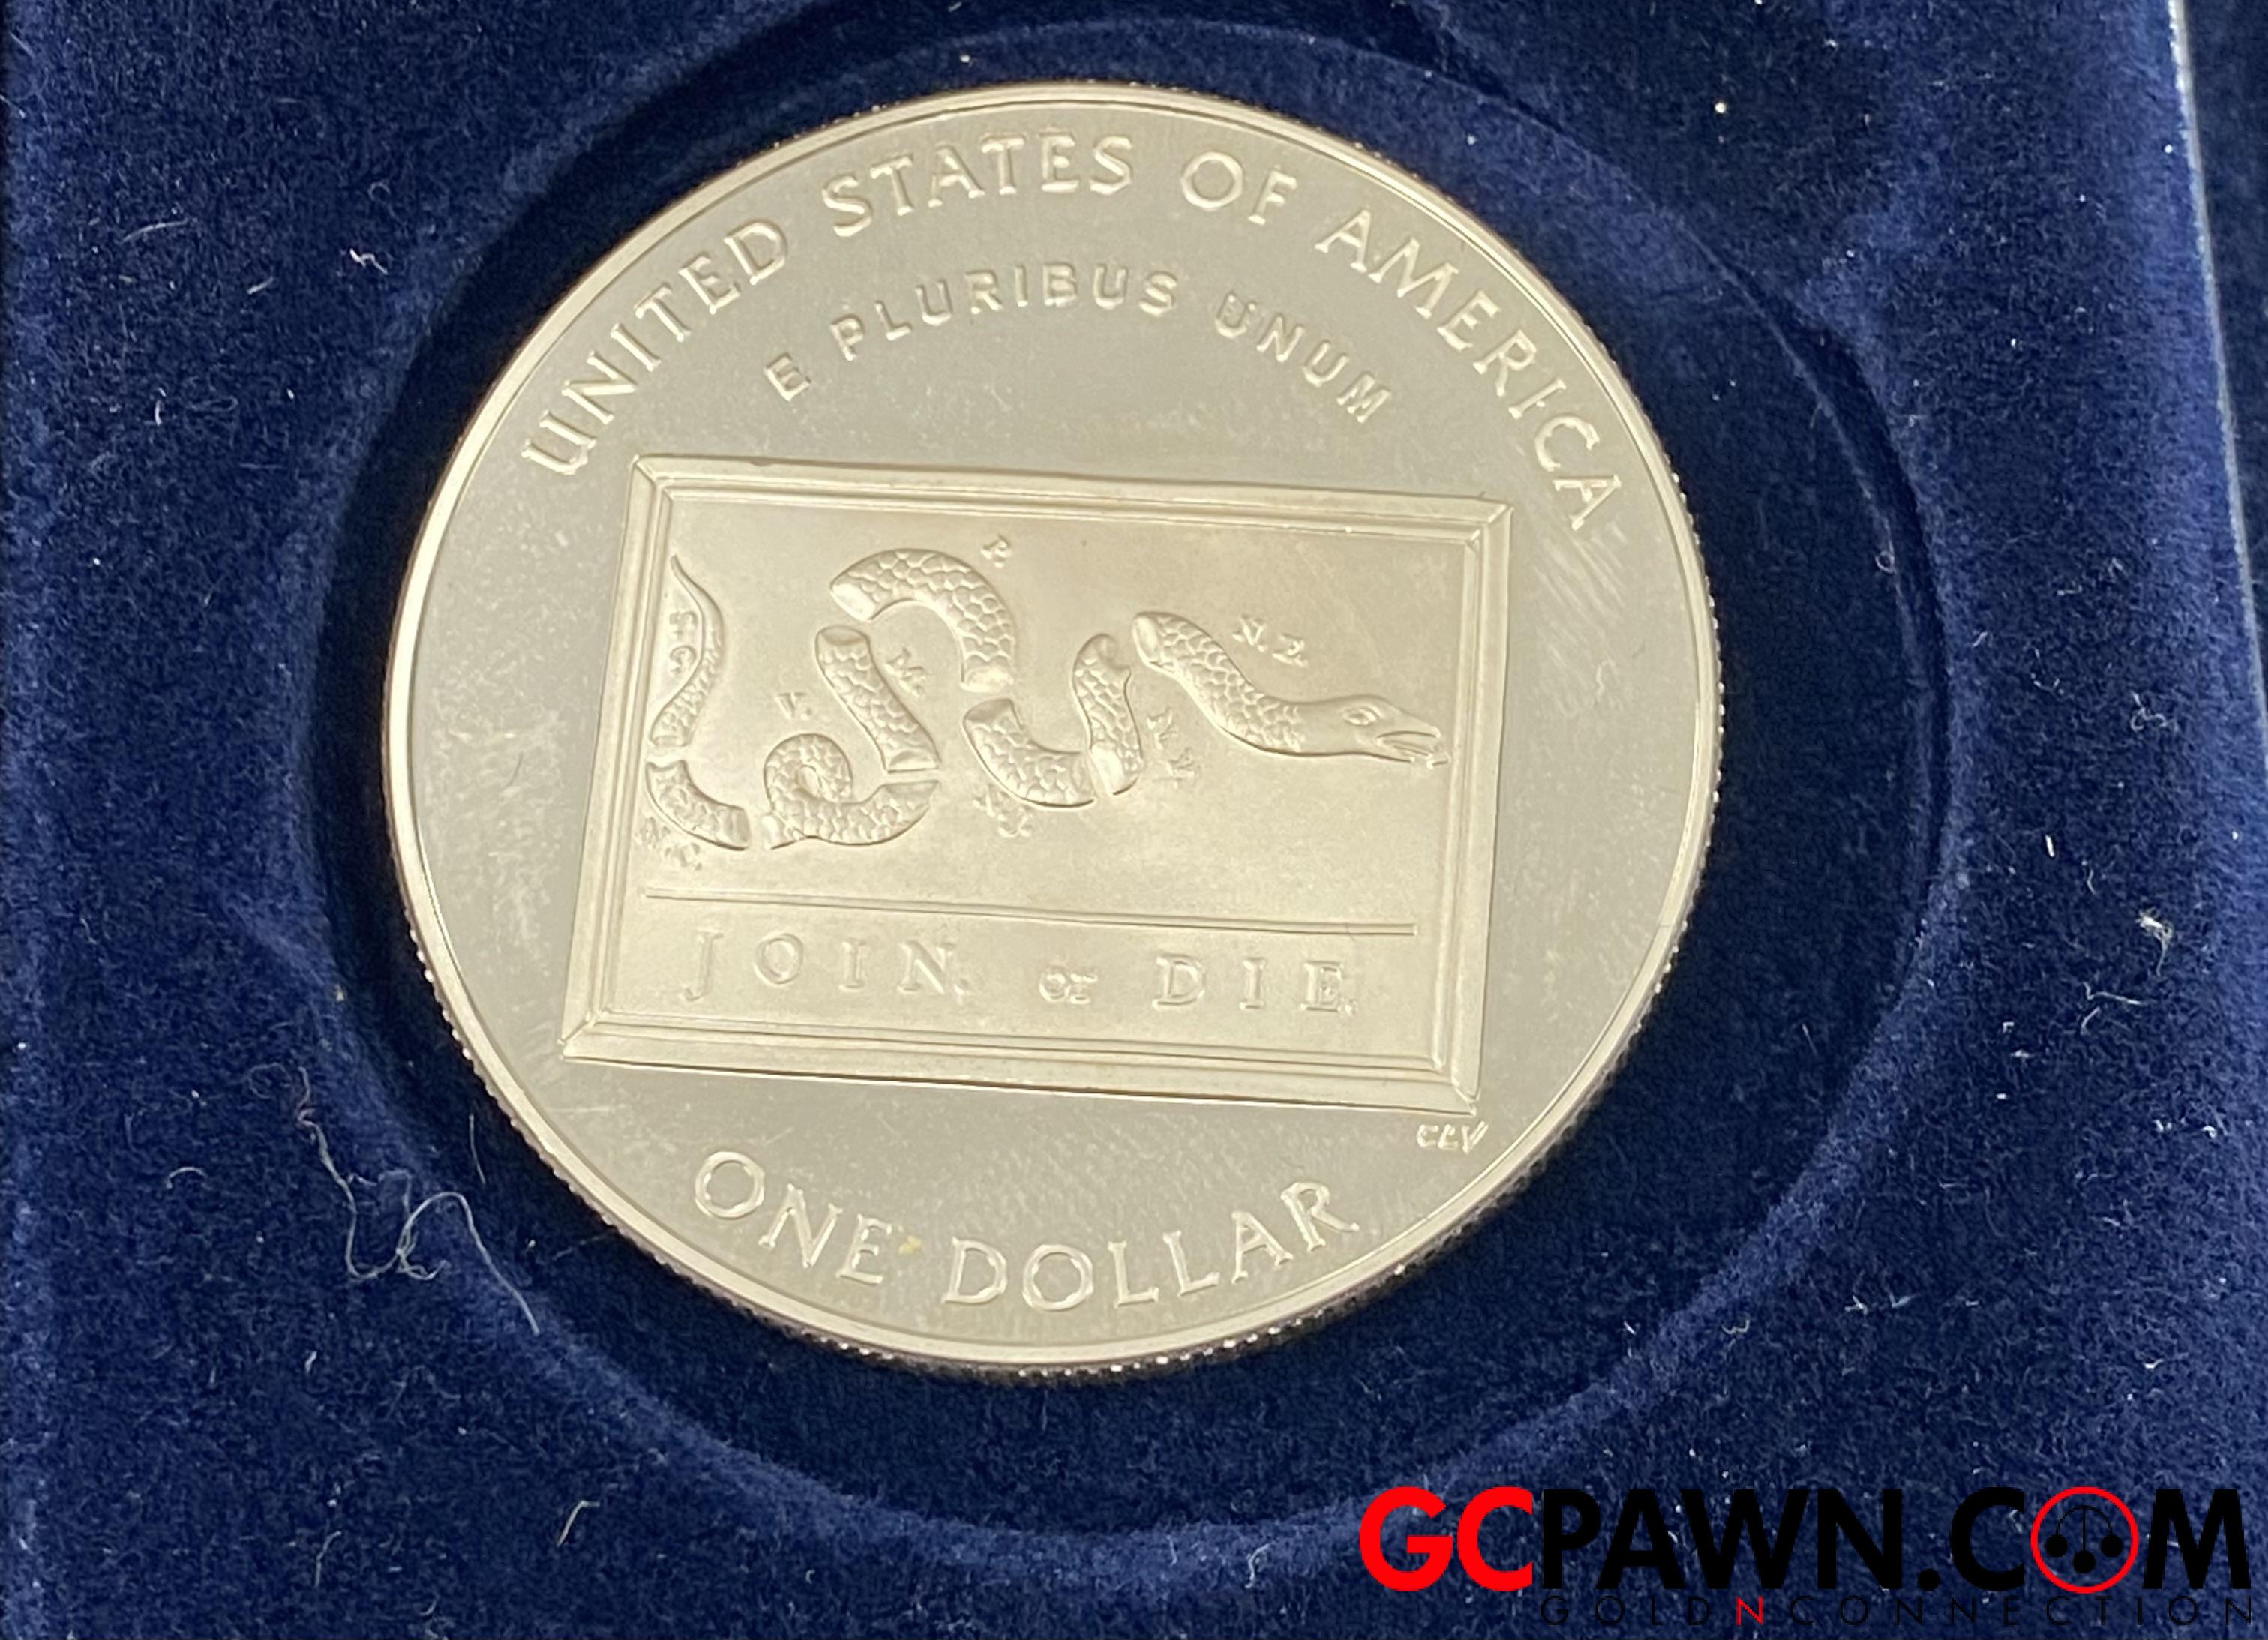 UNITED STATES OF AMERICA
E PLURIBUS UNUM
P.
N.E.
S.C.
M.
V.
N.Y.
N.J.
N.C.
JOIN, or DIE.
CLV
ONE DOLLAR
GCPAWN.COM
GOLDNCONNECTION